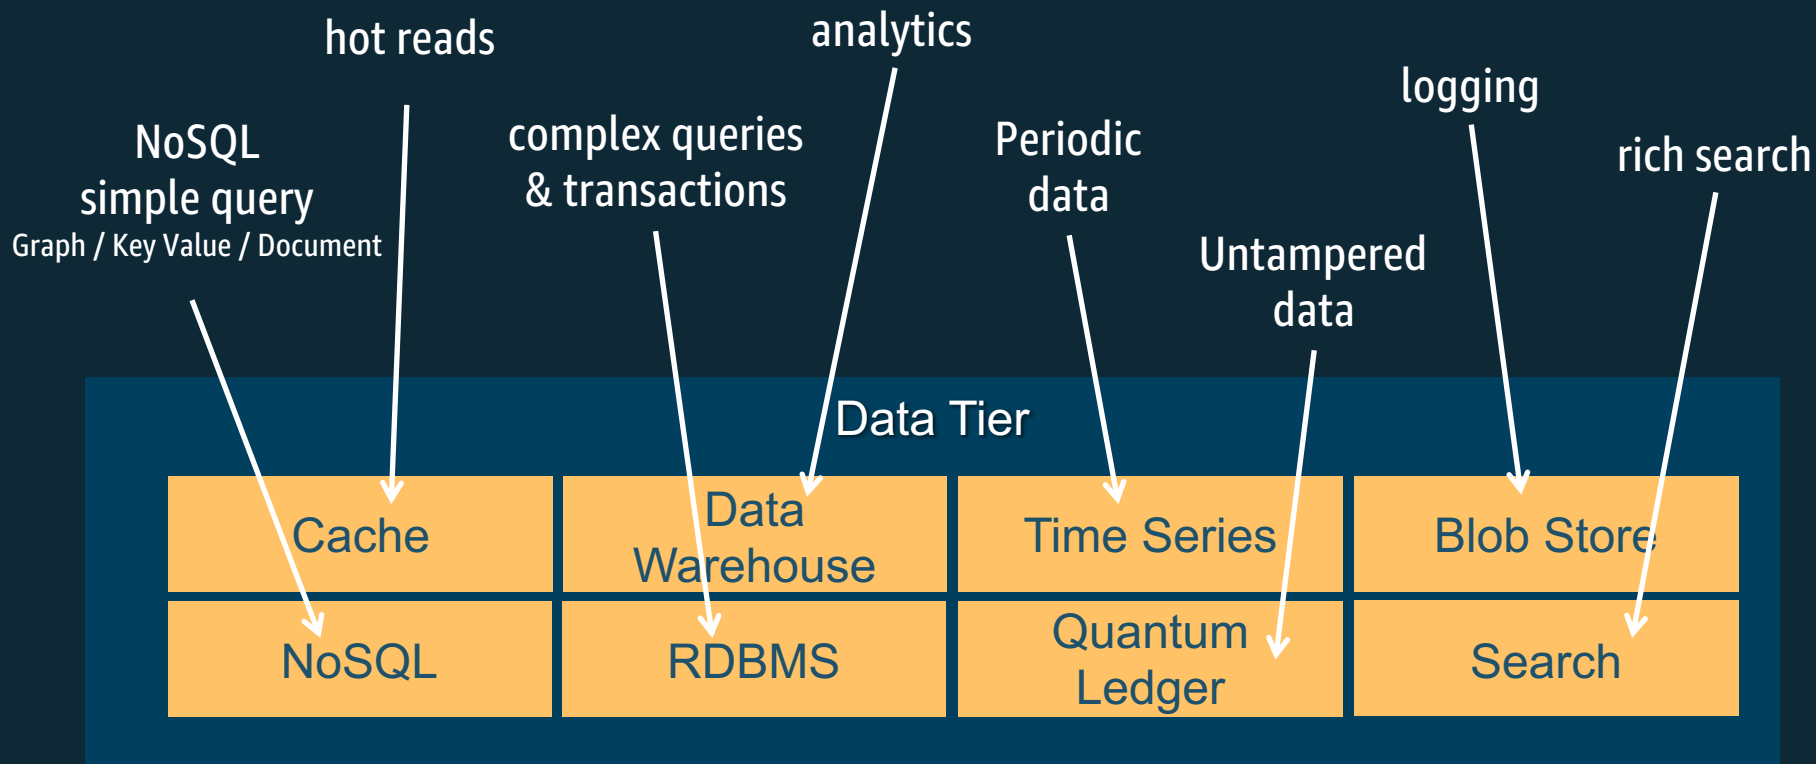 hot reads
analytics
logging
NoSQL
simple query
Graph / Key Value / Document
complex queries
& transactions
Periodic
data
rich search
Untampered
data
Data Tier
Cache
Data
Warehouse
Time Series
Blob Store
NoSQL
RDBMS
Quantum
Ledger
Search